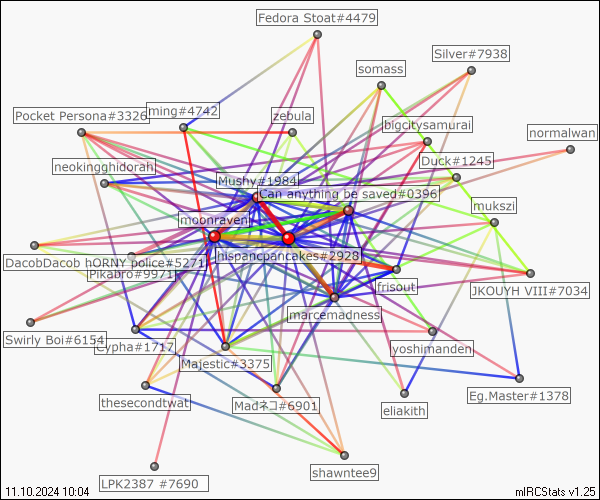 Fedora Stoat#4479
Silver#7938
somass
Pocket Persona#3326
ming#4742
zebula
bigcitysamurai
normalwan
neokingghidorah
Duck#1245
Mushy#1984
Can anything be saved#0396
mukszi
moonraven
hispancpancakes#2928
DacobDacob hORNY police#5271
Pikabro#9971
frisout
JKOUYH VIII#7034
marcemadness
Swirly Boi#6154
Cypha#1717
yoshimanden
Majestic#3375
thesecondtwat
Madネコ#6901
eliakith
Eg.Master#1378
shawntee9
LPK2387 #7690
11.10.2024 10:04
mIRCStats v1.25